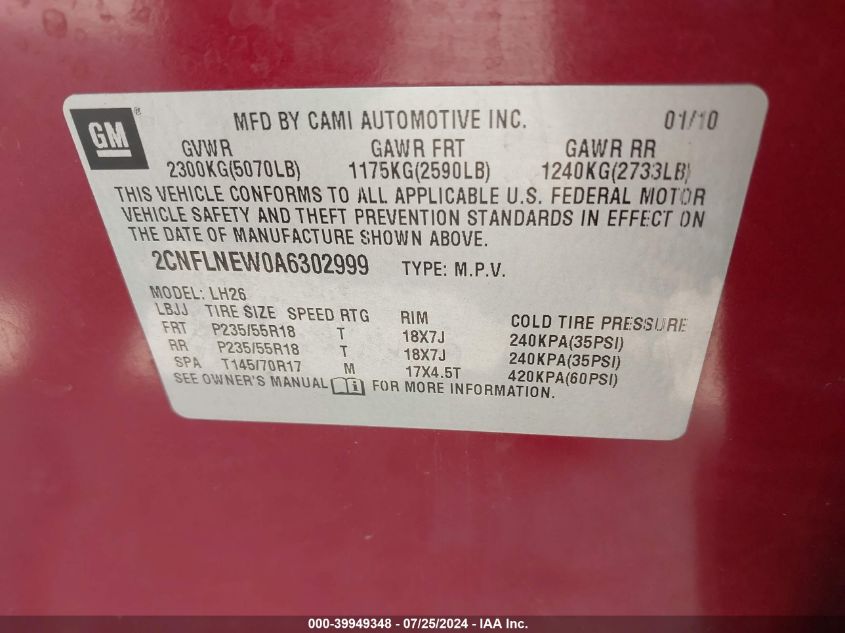 GM®
MFD BY CAMI AUTOMOTIVE INC. 01/10
GVWR GAWR FRT GAWR RR
2300KG(5070LB) 1175KG(2590LB) 1240KG(2733LB)
THIS VEHICLE CONFORMS TO ALL APPLICABLE U.S. FEDERAL MOTOR
VEHICLE SAFETY AND THEFT PREVENTION STANDARDS IN EFFECT ON
THE DATE OF MANUFACTURE SHOWN ABOVE.
2CNFLNEW0A6302999 TYPE: M.P.V.
MODEL: LH26
LBJJ TIRE SIZE SPEED RTG RIM COLD TIRE PRESSURE
FRT P235/55R18 T 18X7J 240KPA(35PSI)
RR P235/55R18 T 18X7J 240KPA(35PSI)
SPA T145/70R17 M 17X4.5T 420KPA(60PSI)
SEE OWNER'S MANUAL FOR MORE INFORMATION.
000-39949348 - 07/25/2024 - IAA Inc.